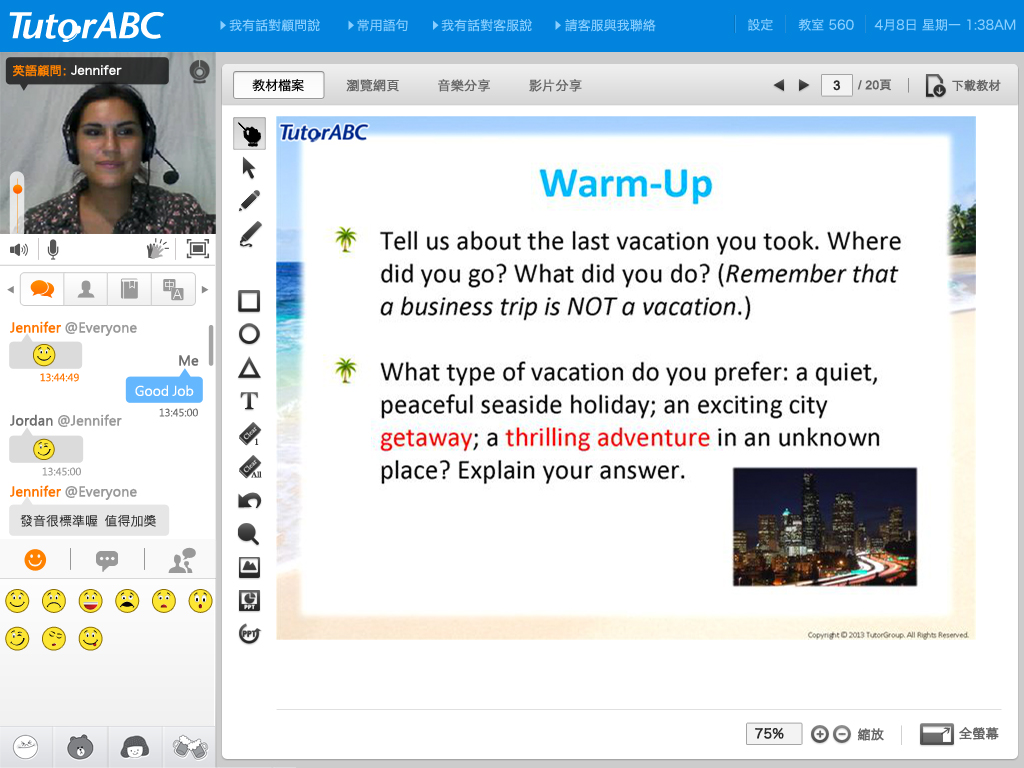 TutorABC
我有話對顧問說
常用語句
我有話對客服說
請客服與我聯絡
設定
教室 560
4月8日 星期一 1:38AM
英語顧問: Jennifer
教材檔案
瀏覽網頁
音樂分享
影片分享
3
/ 20頁
下載教材
Jennifer @Everyone
13:44:49
Me
Good Job
13:45:00
Jordan @Jennifer
13:45:00
Jennifer @Everyone
發音很標準喔 值得加獎
中
A
T
Clear
1
Clear
All
PPT
PPT
TutorABC
Warm-Up
Tell us about the last vacation you took. Where
did you go? What did you do? (Remember that
a business trip is NOT a vacation.)
What type of vacation do you prefer: a quiet,
peaceful seaside holiday; an exciting city
getaway; a thrilling adventure in an unknown
place? Explain your answer.
Copyright © 2013 TutorGroup. All Rights Reserved.
75%
縮放
全螢幕